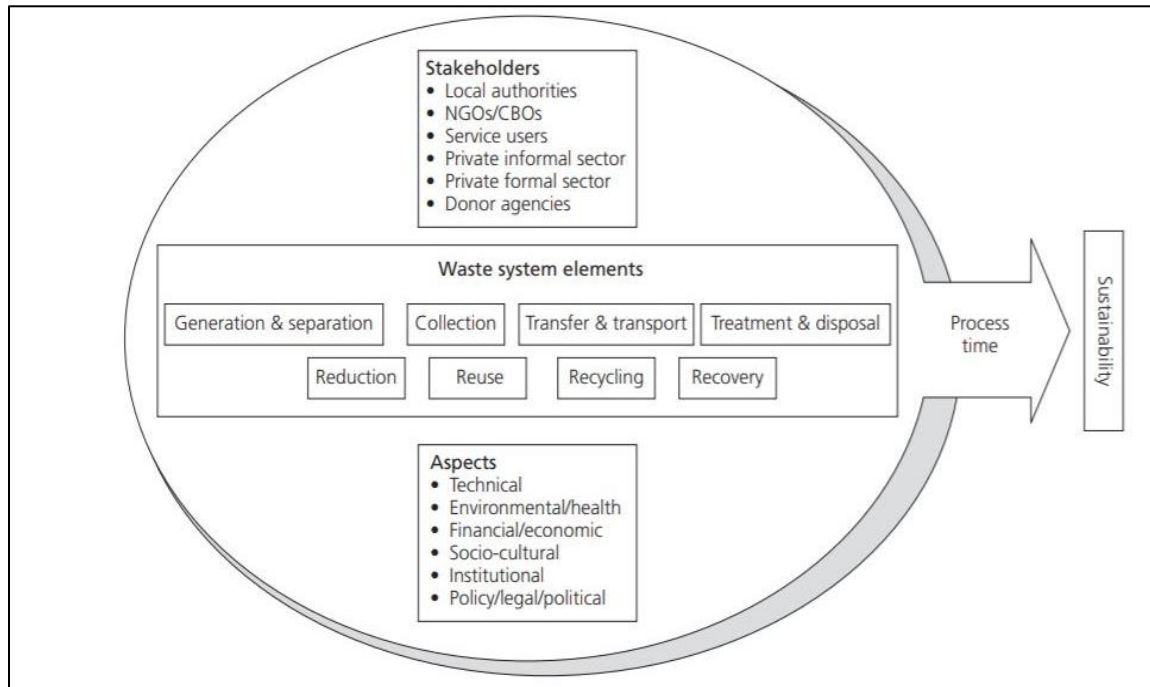 Stakeholders
• Local authorities
• NGOs/CBOs
• Service users
• Private informal sector
• Private formal sector
• Donor agencies
Waste system elements
Generation & separation
Collection
Transfer & transport
Treatment & disposal
Reduction
Reuse
Recycling
Recovery
Process
time
Sustainability
Aspects
• Technical
• Environmental/health
• Financial/economic
• Socio-cultural
• Institutional
• Policy/legal/political